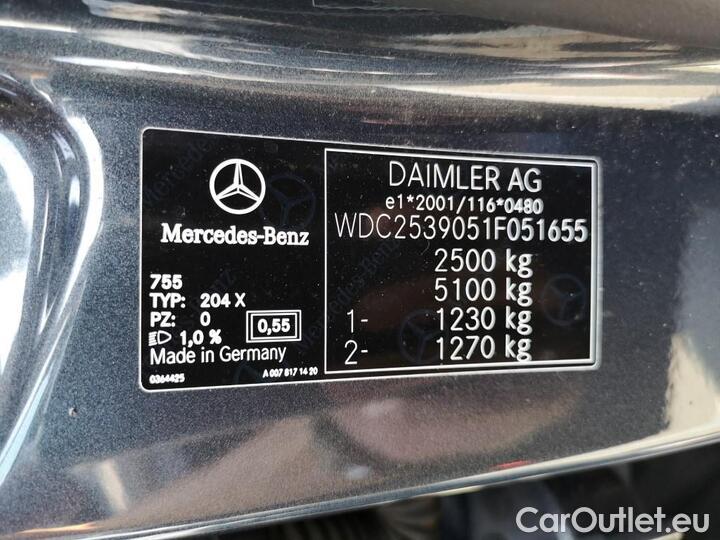 Mercedes-Benz
755
TYP: 204 X
PZ: 0
1,0 %
0,55
Made in Germany
0364425
A 007 817 14 20
DAIMLER AG
e1*2001/116*0480
WDC2539051F051655
2500 kg
5100 kg
1- 1230 kg
2- 1270 kg
CarOutlet.eu